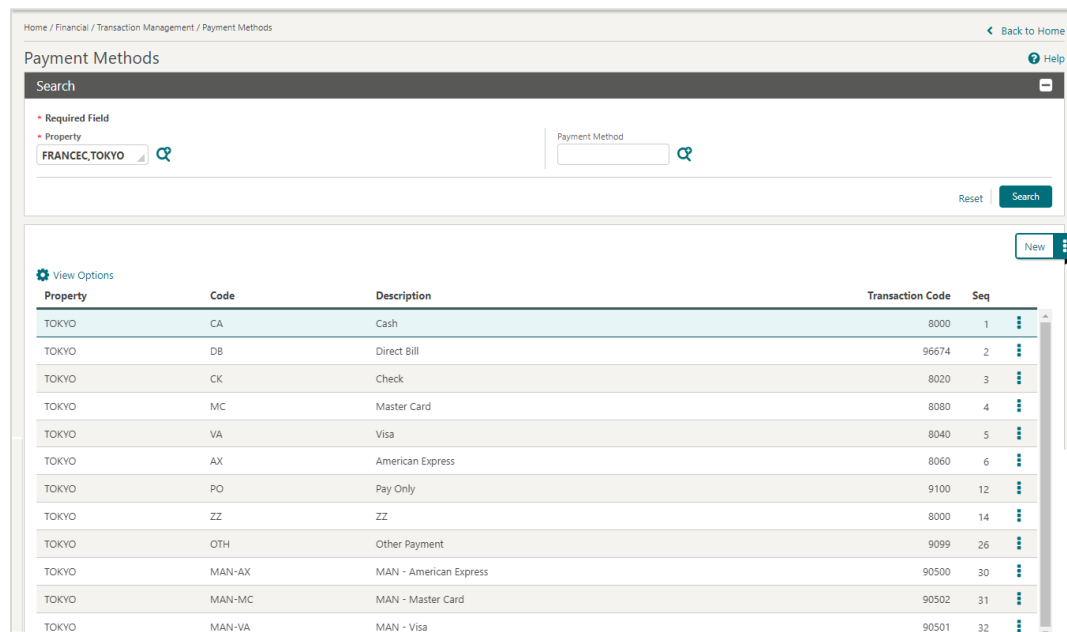 Home / Financial / Transaction Management / Payment Methods
Back to Home
Payment Methods
Help
Search
* Required Field
* Property
Payment Method
FRANCEC,TOKYO
Reset
Search
New
View Options
Property Code Description Transaction Code Seq
TOKYO CA Cash 8000 1
TOKYO DB Direct Bill 96674 2
TOKYO CK Check 8020 3
TOKYO MC Master Card 8080 4
TOKYO VA Visa 8040 5
TOKYO AX American Express 8060 6
TOKYO PO Pay Only 9100 12
TOKYO ZZ ZZ 8000 14
TOKYO OTH Other Payment 9099 26
TOKYO MAN-AX MAN - American Express 90500 30
TOKYO MAN-MC MAN - Master Card 90502 31
TOKYO MAN-VA MAN - Visa 90501 32